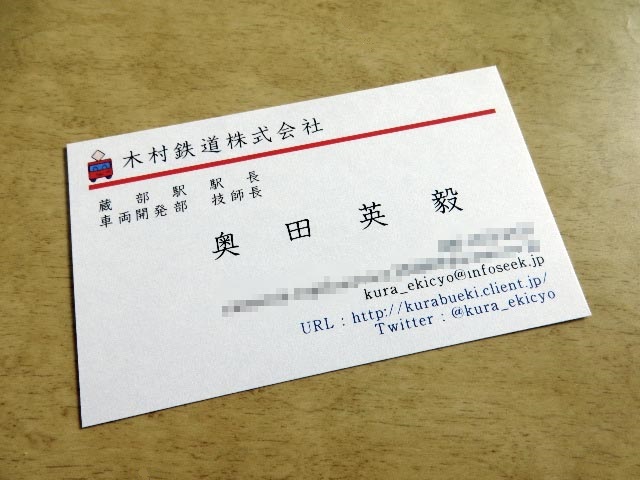 木村鉄道株式会社
蔵部駅 駅長
車両開発部 技師長
奥田英毅
kura_ekicyo@infoseek.jp
URL : http://kurabueki.client.jp/
Twitter : @kura_ekicyo